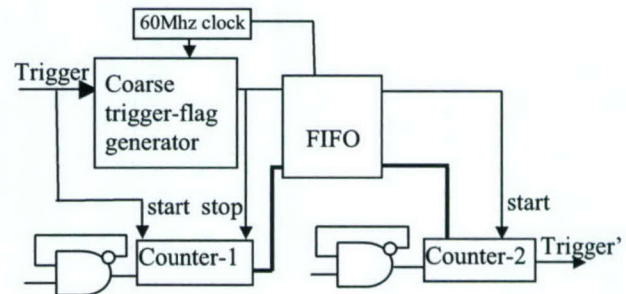 60Mhz clock
Trigger
Coarse
trigger-flag
generator
FIFO
start stop
start
Counter-1
Counter-2
Trigger’